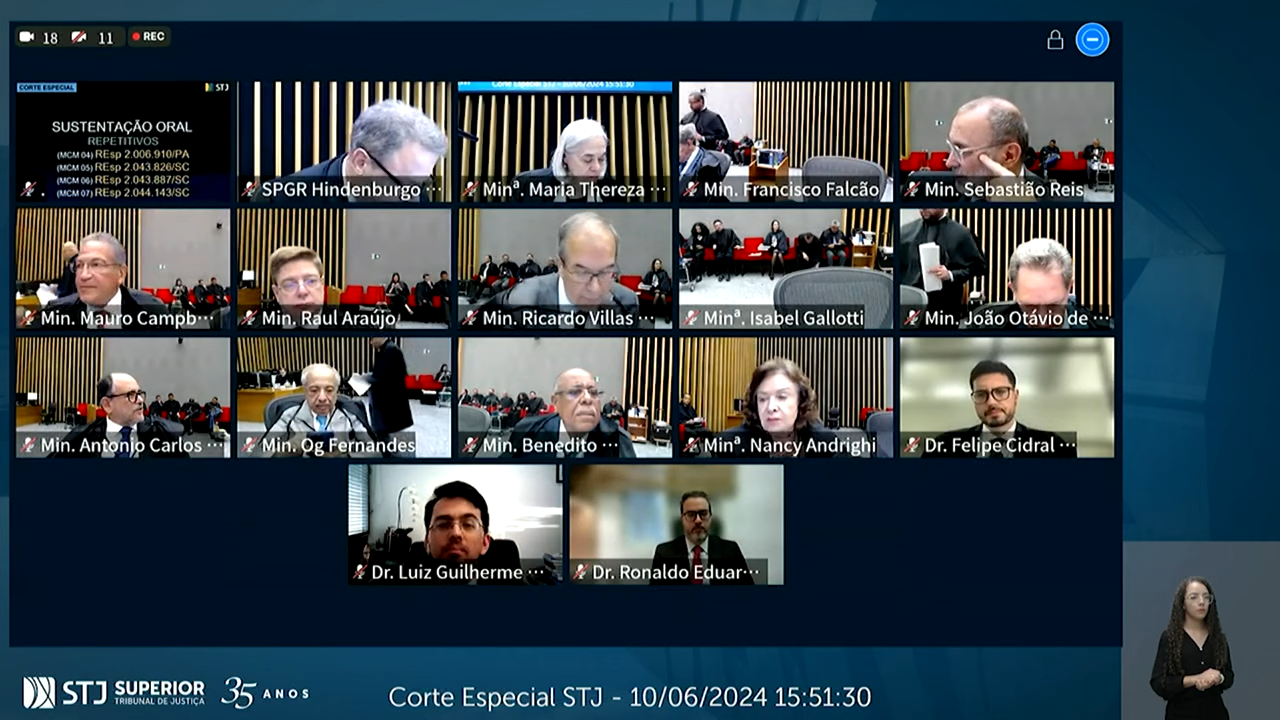 18
11
REC
CORTE ESPECIAL
STJ
SUSTENTAÇÃO ORAL
REPETITIVOS
(MCM 04) REsp 2.006.910/PA
(MCM 05) REsp 2.043.826/SC
(MCM 06) REsp 2.043.887/SC
(MCM 07) REsp 2.044.143/SC
.
SPGR Hindenburgo ···
Corte Especial STJ - 10/06/2024 15:51:30
Minª. Maria Thereza ···
Min. Francisco Falcão
Min. Sebastião Reis
Min. Mauro Campb···
Min. Raul Araújo
Min. Ricardo Villas ···
Minª. Isabel Gallotti
Min. João Otávio de ···
Min. Antonio Carlos ···
Min. Og Fernandes
Min. Benedito ···
Minª. Nancy Andrighi
Dr. Felipe Cidral ···
Dr. Luiz Guilherme ···
Dr. Ronaldo Eduar···
STJ SUPERIOR
TRIBUNAL DE JUSTIÇA
35 ANOS
Corte Especial STJ - 10/06/2024 15:51:30